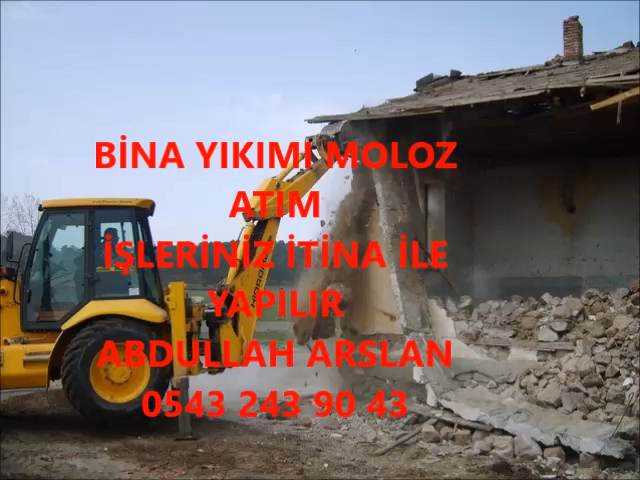 BİNA YIKIMI MOLOZ
ATIM
İŞLERİNİZ İTİNA İLE
YAPILIR
ABDULLAH ARSLAN
0543 243 90 43